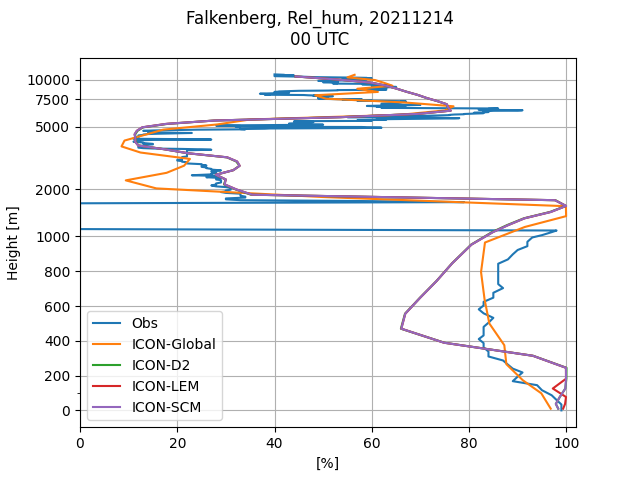 Falkenberg, Rel_hum, 20211214
00 UTC
10000
7500
5000
2000
1000
800
600
400
200
0
Height [m]
Obs
ICON-Global
ICON-D2
ICON-LEM
ICON-SCM
0 20 40 60 80 100
[%]